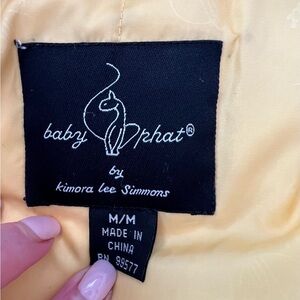 baby phat®
by
kimora lee Simmons
M/M
MADE IN
CHINA
RN 98577